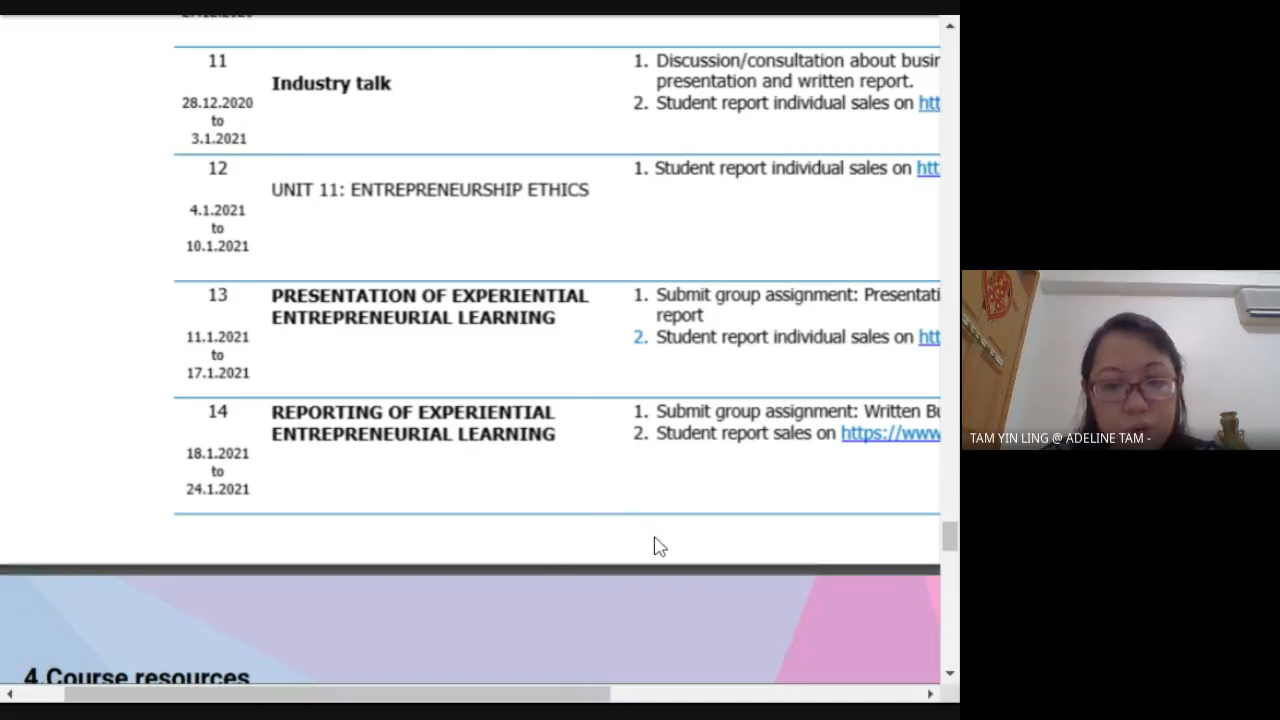 11
Industry talk
28.12.2020
to
3.1.2021
1. Discussion/consultation about busin
presentation and written report.
2. Student report individual sales on htt
12
UNIT 11: ENTREPRENEURSHIP ETHICS
4.1.2021
to
10.1.2021
1. Student report individual sales on htt
13
PRESENTATION OF EXPERIENTIAL
ENTREPRENEURIAL LEARNING
11.1.2021
to
17.1.2021
1. Submit group assignment: Presentati
report
2. Student report individual sales on htt
14
REPORTING OF EXPERIENTIAL
ENTREPRENEURIAL LEARNING
18.1.2021
to
24.1.2021
1. Submit group assignment: Written Bu
2. Student report sales on https://www
4.Course resources
TAM YIN LING @ ADELINE TAM -